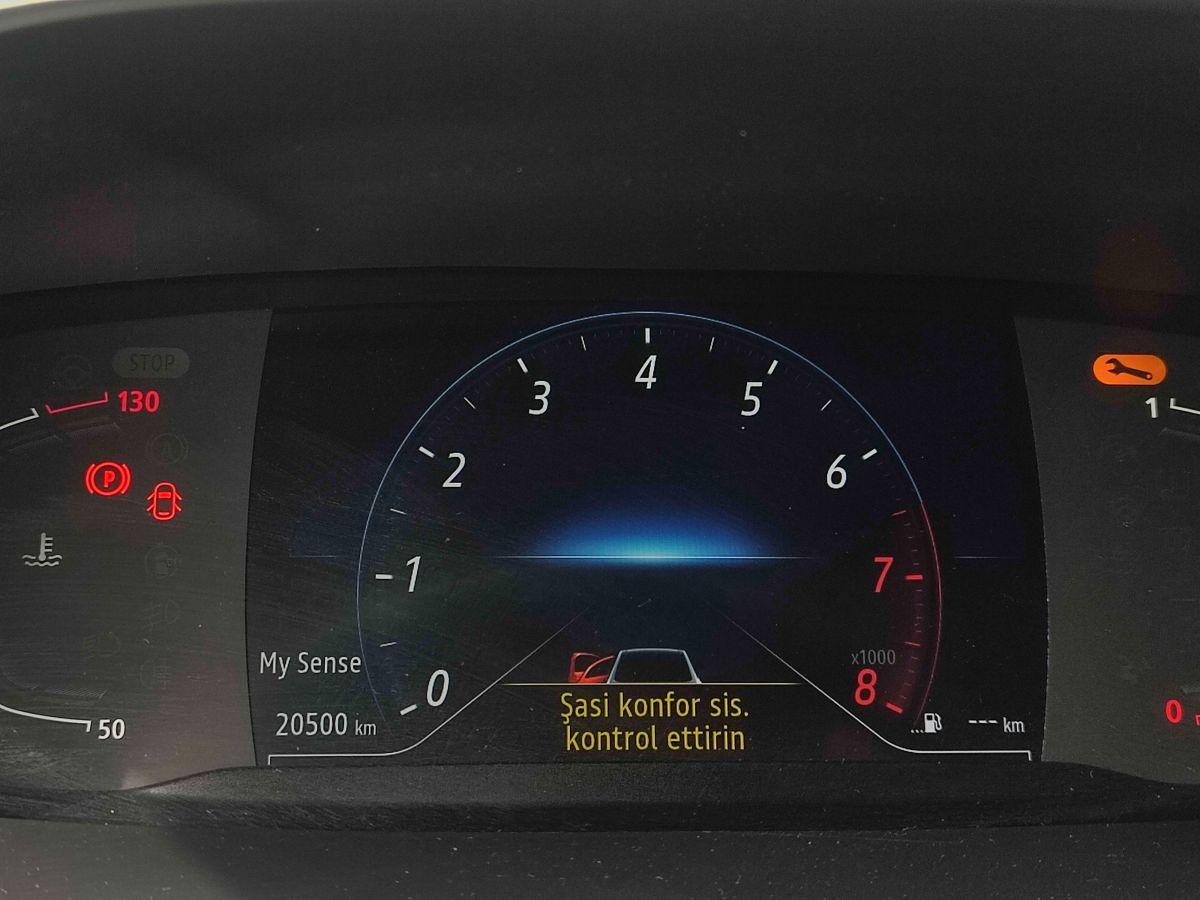 STOP
130
P
50
4
3
5
2
6
1
7
0
x1000
8
My Sense
20500 km
Şasi konfor sis.
kontrol ettirin
... --- km
1
0